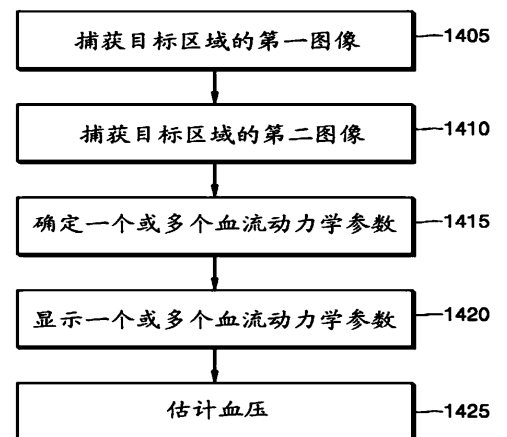 捕获目标区域的第一图像 1405
捕获目标区域的第二图像 1410
确定一个或多个血流动力学参数 1415
显示一个或多个血流动力学参数 1420
估计血压 1425